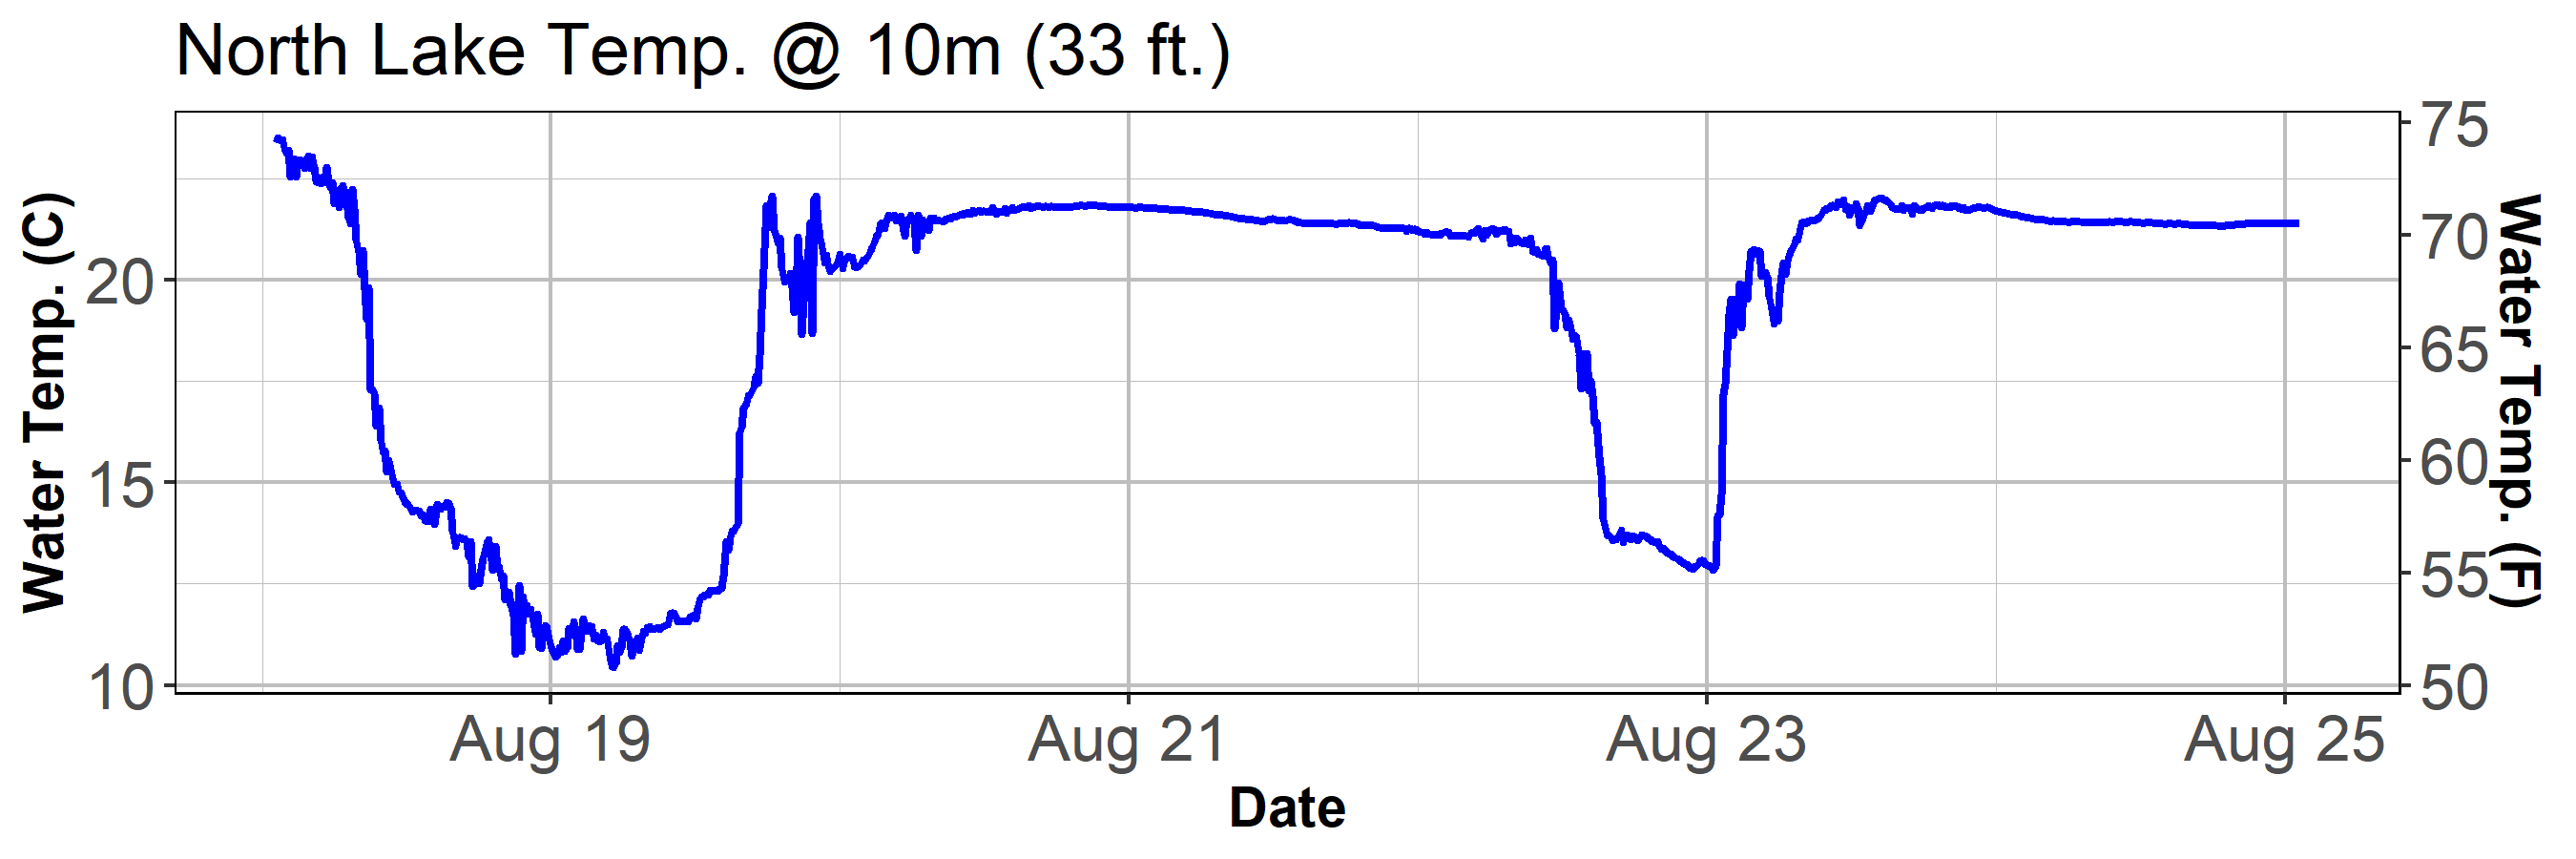 North Lake Temp. @ 10m (33 ft.)
Water Temp. (C)
20
15
10
75
70
65
60
55
50
Water Temp. (F)
Aug 19
Aug 21
Aug 23
Aug 25
Date